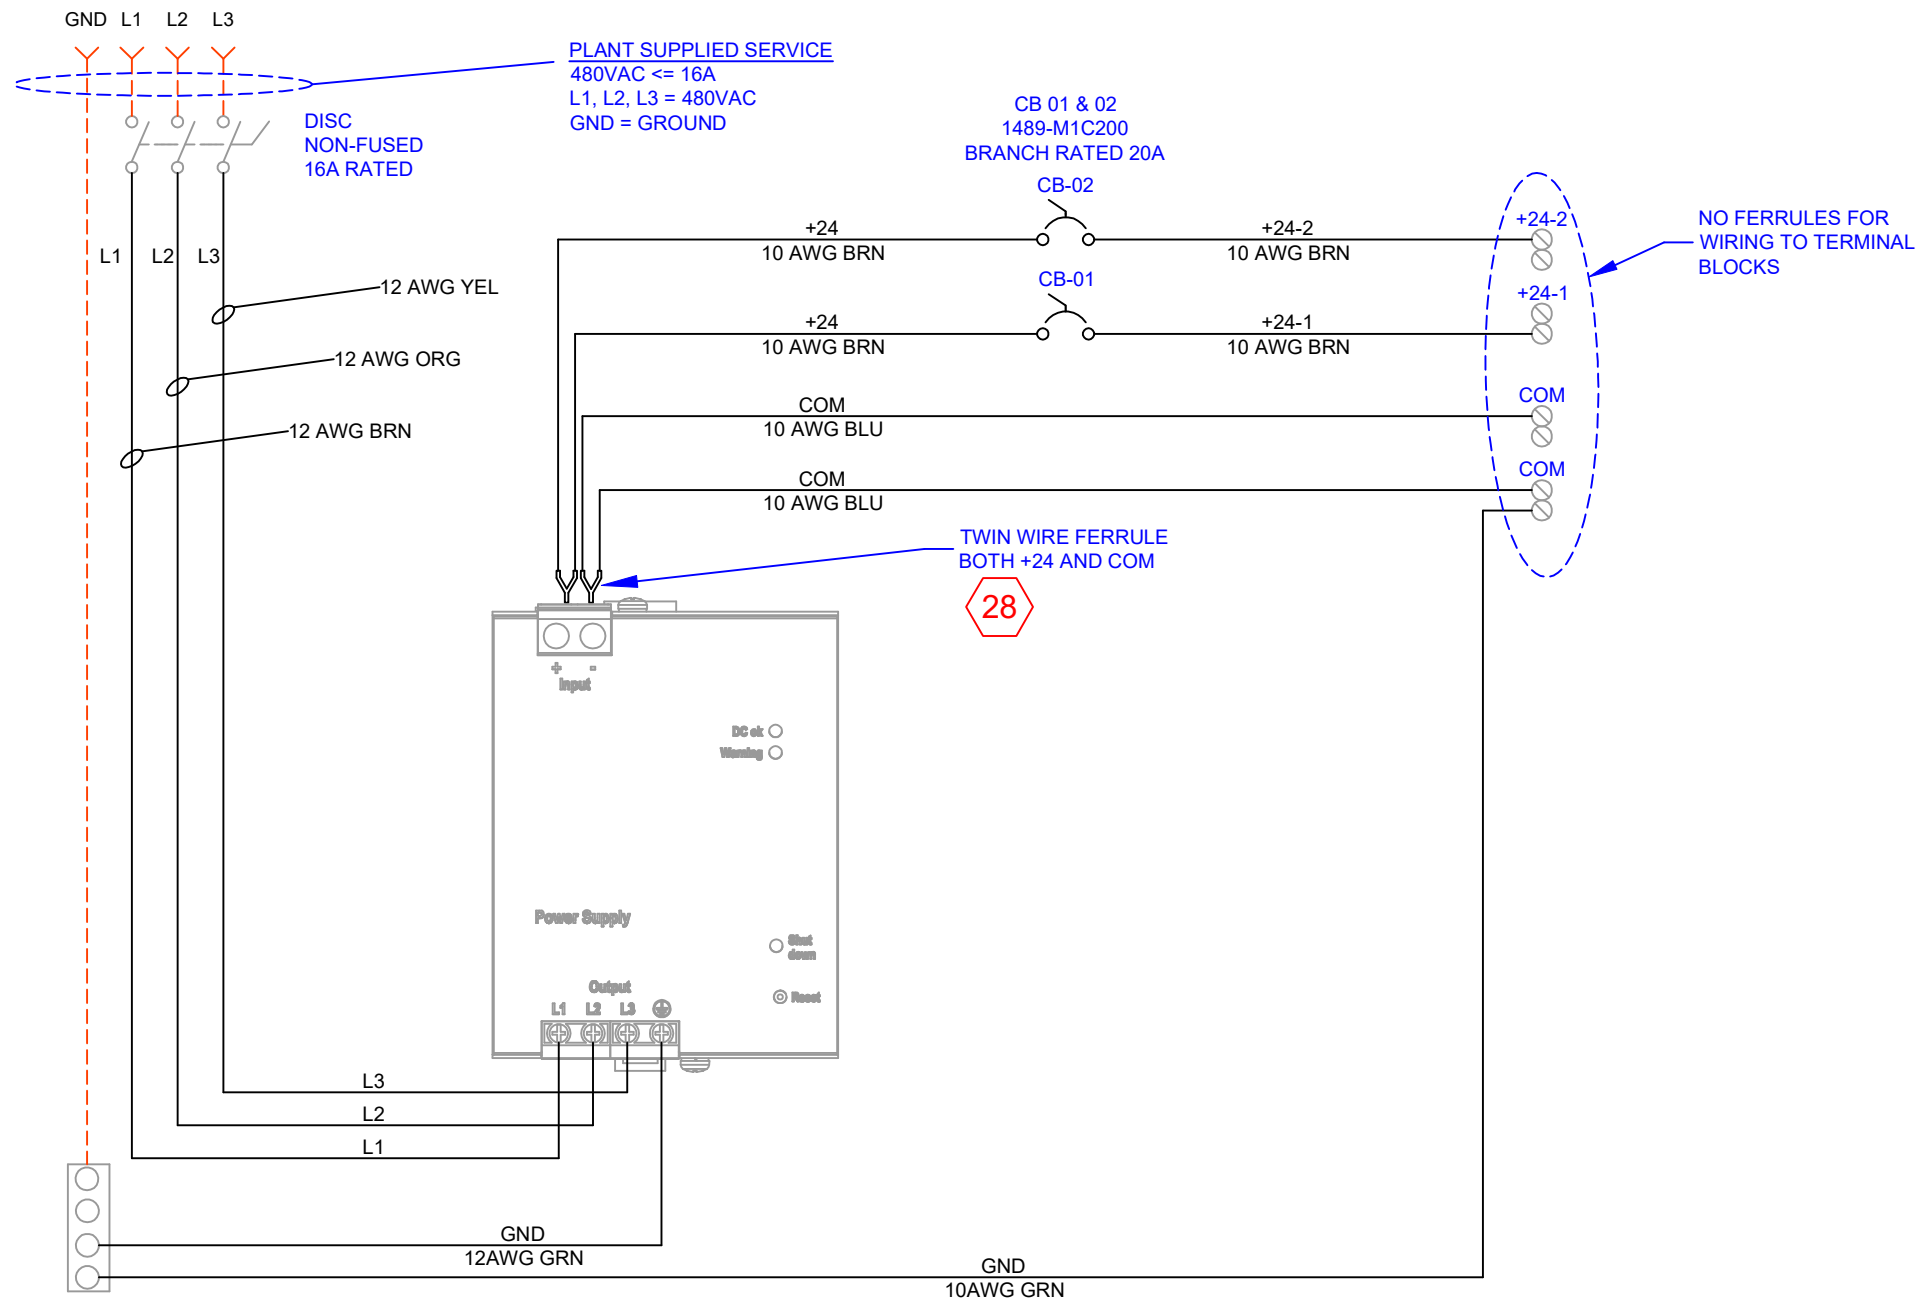 GND L1 L2 L3
PLANT SUPPLIED SERVICE
480VAC <= 16A
L1, L2, L3 = 480VAC
GND = GROUND
DISC
NON-FUSED
16A RATED
CB 01 & 02
1489-M1C200
BRANCH RATED 20A
CB-02
+24
10 AWG BRN
+24-2
10 AWG BRN
+24-2
NO FERRULES FOR
WIRING TO TERMINAL
BLOCKS
L1 L2 L3
12 AWG YEL
12 AWG ORG
12 AWG BRN
CB-01
+24
10 AWG BRN
+24-1
10 AWG BRN
+24-1
COM
10 AWG BLU
COM
COM
10 AWG BLU
COM
TWIN WIRE FERRULE
BOTH +24 AND COM
28
+ -
Input
DC ok
Warning
Power Supply
Shut
down
Output
Reset
L1 L2 L3
L3
L2
L1
GND
12AWG GRN
GND
10AWG GRN